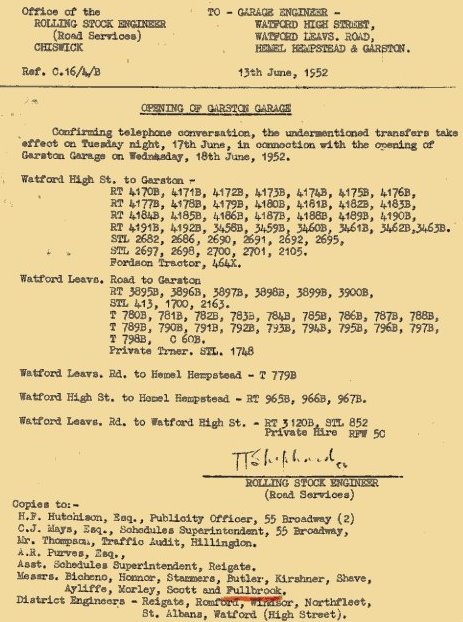 Office of the TO - GARAGE ENGINEER -
ROLLING STOCK ENGINEER WATFORD HIGH STREET,
(Road Services) WATFORD LEAVS. ROAD,
CHISWICK HEMEL HEMPSTEAD & GARSTON.
Ref. C.16/4/B 13th June, 1952
OPENING OF GARSTON GARAGE
Confirming telephone conversation, the undermentioned transfers take
effect on Tuesday night, 17th June, in connection with the opening of
Garston Garage on Wednesday, 18th June, 1952.
Watford High St. to Garston -
RT 4170B, 4171B, 4172B, 4173B, 4174B, 4175B, 4176B,
RT 4177B, 4178B, 4179B, 4180B, 4181B, 4182B, 4183B,
RT 4184B, 4185B, 4186B, 4187B, 4188B, 4189B, 4190B,
RT 4191B, 4192B, 3458B, 3459B, 3460B, 3461B, 3462B,3463B.
STL 2682, 2686, 2690, 2691, 2692, 2695,
STL 2697, 2698, 2700, 2701, 2105.
Fordson Tractor, 464X.
Watford Leavs. Road to Garston
RT 3895B, 3896B, 3897B, 3898B, 3899B, 3900B,
STL 413, 1700, 2163.
T 780B, 781B, 782B, 783B, 784B, 785B, 786B, 787B, 788B,
T 789B, 790B, 791B, 792B, 793B, 794B, 795B, 796B, 797B,
T 798B, C 60B.
Private Trner. STL. 1748
Watford Leavs. Rd. to Hemel Hempstead - T 779B
Watford High St. to Hemel Hempstead - RT 965B, 966B, 967B.
Watford Leavs. Rd. to Watford High St. - RT 3120B, STL 852
Private Hire RFW 5C
ROLLING STOCK ENGINEER
(Road Services)
Copies to:-
H.F. Hutchison, Esq., Publicity Officer, 55 Broadway (2)
C.J. Mays, Esq., Schedules Superintendent, 55 Broadway,
Mr. Thompson, Traffic Audit, Hillingdon.
A.R. Purves, Esq.,
Asst. Schedules Superintendent, Reigate.
Messrs. Bicheno, Honnor, Stammers, Butler, Kirshner, Shave,
Ayliffe, Morley, Scott and Fullbrook.
District Engineers - Reigate, Romford, Windsor, Northfleet,
St. Albans, Watford (High Street).